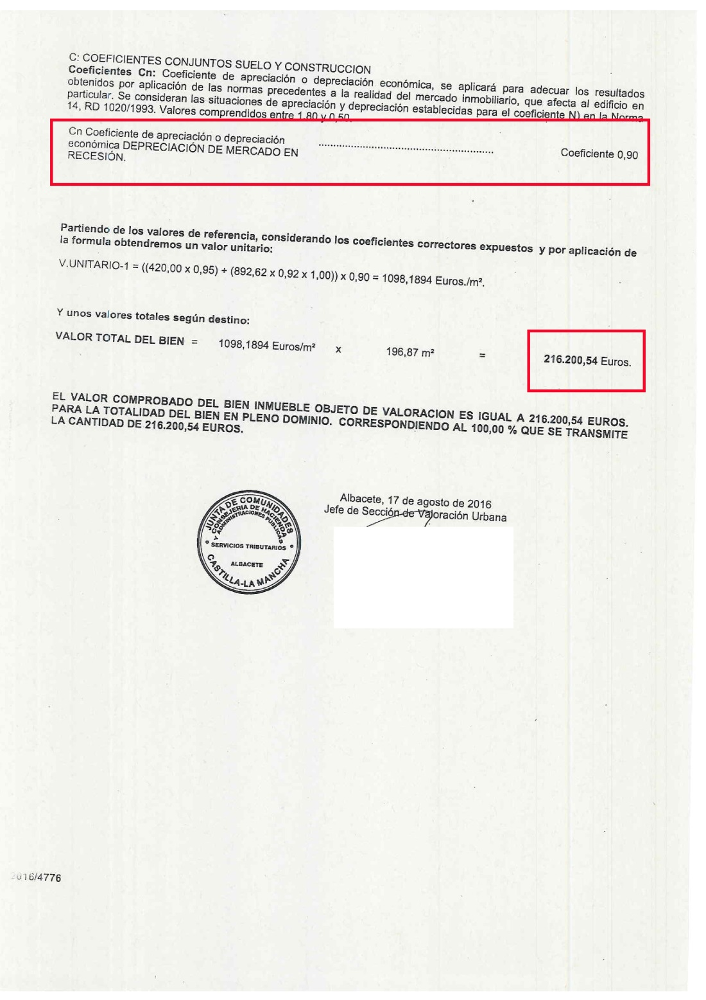 C: COEFICIENTES CONJUNTOS SUELO Y CONSTRUCCION
Coeficientes Cn: Coeficiente de apreciación o depreciación económica, se aplicará para adecuar los resultados
obtenidos por aplicación de las normas precedentes a la realidad del mercado inmobiliario, que afecta al edificio en
particular. Se consideran las situaciones de apreciación y depreciación establecidas para el coeficiente N) en la Norma
14, RD 1020/1993. Valores comprendidos entre 1.80 y 0,50.
Cn Coeficiente de apreciación o depreciación
económica DEPRECIACIÓN DE MERCADO EN
RECESIÓN.
............................................................ Coeficiente 0,90
Partiendo de los valores de referencia, considerando los coeficientes correctores expuestos y por aplicación de
la formula obtendremos un valor unitario:
V.UNITARIO-1 = ((420,00 x 0,95) + (892,62 x 0,92 x 1,00)) x 0,90 = 1098,1894 Euros./m².
Y unos valores totales según destino:
VALOR TOTAL DEL BIEN = 1098,1894 Euros/m² x 196,87 m² = 216.200,54 Euros.
EL VALOR COMPROBADO DEL BIEN INMUEBLE OBJETO DE VALORACION ES IGUAL A 216.200,54 EUROS.
PARA LA TOTALIDAD DEL BIEN EN PLENO DOMINIO. CORRESPONDIENDO AL 100,00 % QUE SE TRANSMITE
LA CANTIDAD DE 216.200,54 EUROS.
Albacete, 17 de agosto de 2016
Jefe de Sección de Valoración Urbana
JUNTA DE COMUNIDADES
CONSEJERIA DE HACIENDA
Y ADMINISTRACIONES PUBLICAS
SERVICIOS TRIBUTARIOS
ALBACETE
CASTILLA-LA MANCHA
2016/4776